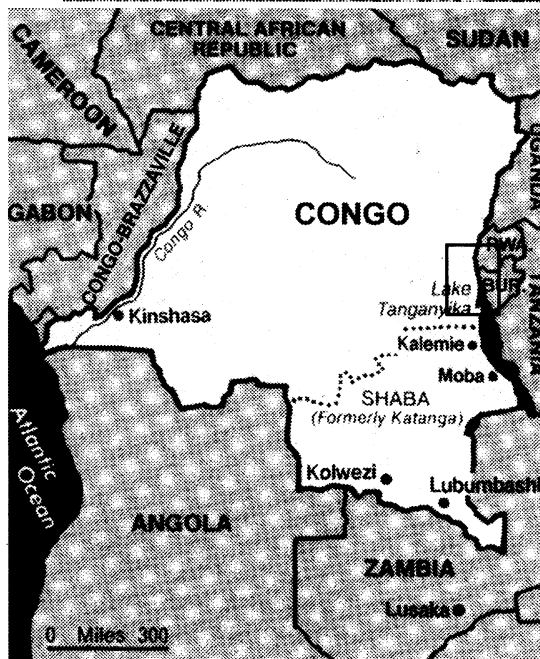 CENTRAL AFRICAN
REPUBLIC
SUDAN
CAMEROON
UGANDA
CONGO-BRAZZAVILLE
GABON
Congo R.
CONGO
RWA.
BUR.
TANZANIA
Lake
Tanganyika
Kinshasa
Kalemie
Moba
SHABA
(Formerly Katanga)
Atlantic
Ocean
Kolwezi
Lubumbashi
ANGOLA
ZAMBIA
Lusaka
0 Miles 300